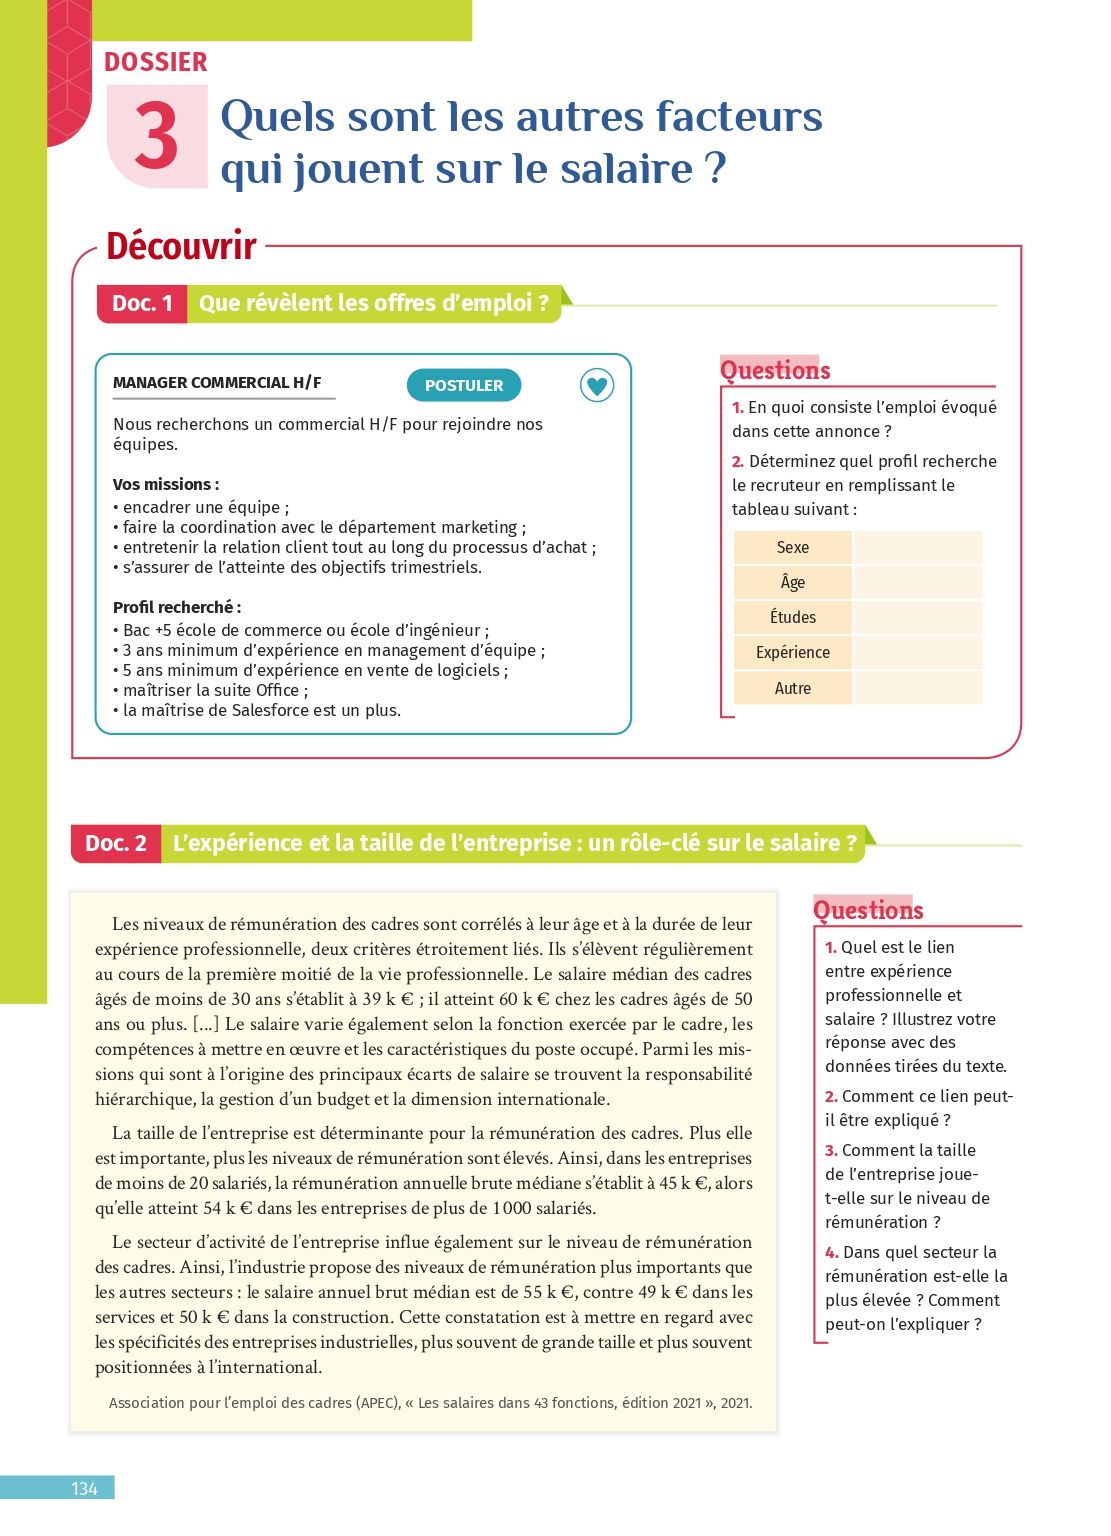 DOSSIER
3
Quels sont les autres facteurs
qui jouent sur le salaire ?
Découvrir
Doc. 1 Que révèlent les offres d’emploi ?
MANAGER COMMERCIAL H/F
POSTULER
Nous recherchons un commercial H/F pour rejoindre nos
équipes.
Vos missions :
• encadrer une équipe ;
• faire la coordination avec le département marketing ;
• entretenir la relation client tout au long du processus d’achat ;
• s’assurer de l’atteinte des objectifs trimestriels.
Profil recherché :
• Bac +5 école de commerce ou école d’ingénieur ;
• 3 ans minimum d’expérience en management d’équipe ;
• 5 ans minimum d’expérience en vente de logiciels ;
• maîtriser la suite Office ;
• la maîtrise de Salesforce est un plus.
Questions
1. En quoi consiste l’emploi évoqué
dans cette annonce ?
2. Déterminez quel profil recherche
le recruteur en remplissant le
tableau suivant :
Sexe
Âge
Études
Expérience
Autre
Doc. 2 L’expérience et la taille de l’entreprise : un rôle-clé sur le salaire ?
Les niveaux de rémunération des cadres sont corrélés à leur âge et à la durée de leur
expérience professionnelle, deux critères étroitement liés. Ils s’élèvent régulièrement
au cours de la première moitié de la vie professionnelle. Le salaire médian des cadres
âgés de moins de 30 ans s’établit à 39 k € ; il atteint 60 k € chez les cadres âgés de 50
ans ou plus. [...] Le salaire varie également selon la fonction exercée par le cadre, les
compétences à mettre en œuvre et les caractéristiques du poste occupé. Parmi les mis-
sions qui sont à l’origine des principaux écarts de salaire se trouvent la responsabilité
hiérarchique, la gestion d’un budget et la dimension internationale.
La taille de l’entreprise est déterminante pour la rémunération des cadres. Plus elle
est importante, plus les niveaux de rémunération sont élevés. Ainsi, dans les entreprises
de moins de 20 salariés, la rémunération annuelle brute médiane s’établit à 45 k €, alors
qu’elle atteint 54 k € dans les entreprises de plus de 1 000 salariés.
Le secteur d’activité de l’entreprise influe également sur le niveau de rémunération
des cadres. Ainsi, l’industrie propose des niveaux de rémunération plus importants que
les autres secteurs : le salaire annuel brut médian est de 55 k €, contre 49 k € dans les
services et 50 k € dans la construction. Cette constatation est à mettre en regard avec
les spécificités des entreprises industrielles, plus souvent de grande taille et plus souvent
positionnées à l’international.
Association pour l’emploi des cadres (APEC), « Les salaires dans 43 fonctions, édition 2021 », 2021.
Questions
1. Quel est le lien
entre expérience
professionnelle et
salaire ? Illustrez votre
réponse avec des
données tirées du texte.
2. Comment ce lien peut-
il être expliqué ?
3. Comment la taille
de l’entreprise joue-
t-elle sur le niveau de
rémunération ?
4. Dans quel secteur la
rémunération est-elle la
plus élevée ? Comment
peut-on l’expliquer ?
134